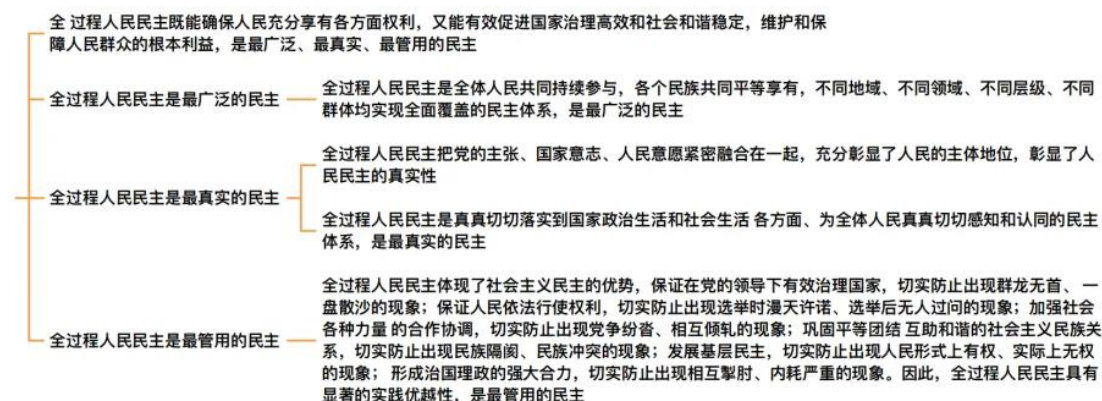 全 过程人民民主既能确保人民充分享有各方面权利，又能有效促进国家治理高效和社会和谐稳定，维护和保
障人民群众的根本利益，是最广泛、最真实、最管用的民主
全过程人民民主是最广泛的民主
全过程人民民主是全体人民共同持续参与，各个民族共同平等享有，不同地域、不同领域、不同层级、不同
群体均实现全面覆盖的民主体系，是最广泛的民主
全过程人民民主是最真实的民主
全过程人民民主把党的主张、国家意志、人民意愿紧密融合在一起，充分彰显了人民的主体地位，彰显了人
民民主的真实性
全过程人民民主是真真切切落实到国家政治生活和社会生活 各方面、为全体人民真真切切感知和认同的民主
体系，是最真实的民主
全过程人民民主是最管用的民主
全过程人民民主体现了社会主义民主的优势，保证在党的领导下有效治理国家，切实防止出现群龙无首、一
盘散沙的现象；保证人民依法行使权利，切实防止出现选举时漫天许诺、选举后无人过问的现象；加强社会
各种力量 的合作协调，切实防止出现党争纷沓、相互倾轧的现象；巩固平等团结 互助和谐的社会主义民族关
系，切实防止出现民族隔阂、民族冲突的现象；发展基层民主，切实防止出现人民形式上有权、实际上无权
的现象； 形成治国理政的强大合力，切实防止出现相互掣肘、内耗严重的现象。因此，全过程人民民主具有
显著的实践优越性，是最管用的民主